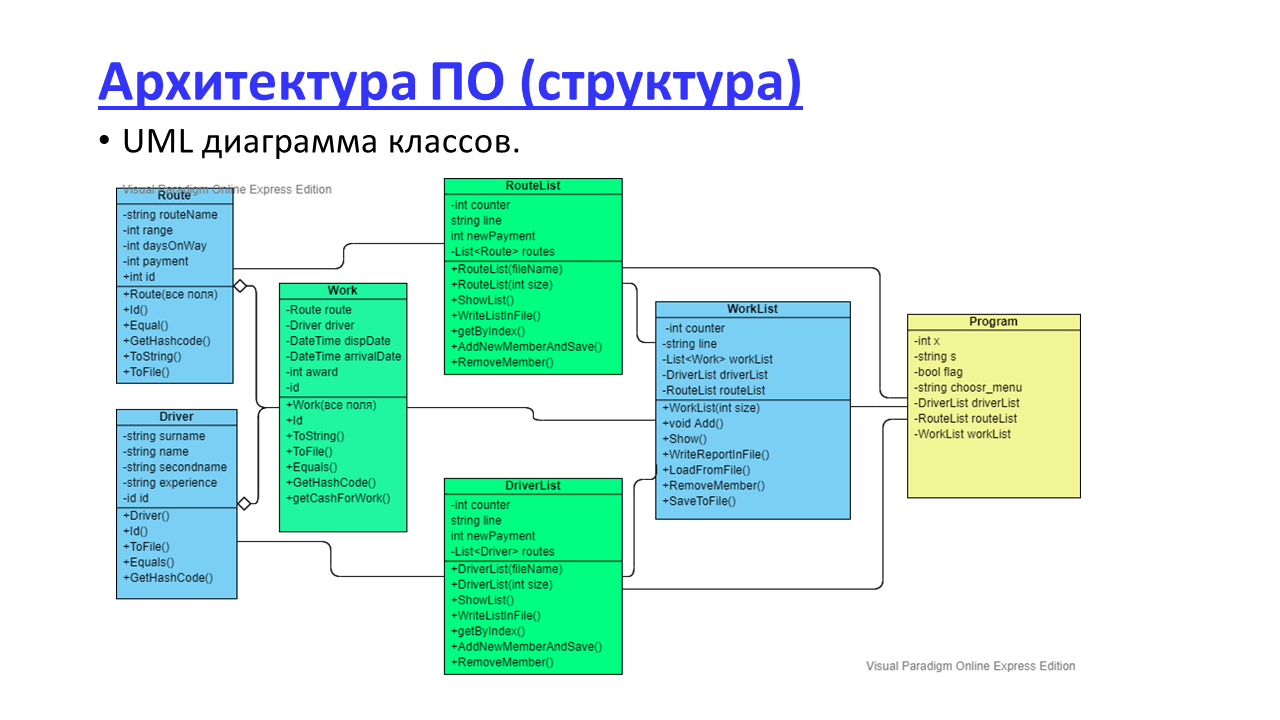 Архитектура ПО (структура)
• UML диаграмма классов.
Visual Paradigm Online Express Edition
Route
-string routeName
-int range
-int daysOnWay
-int payment
+int id
+Route(все поля)
+Id()
+Equal()
+GetHashcode()
+ToString()
+ToFile()
Driver
-string surname
-string name
-string secondname
-string experience
-id id
+Driver()
+Id()
+ToFile()
+Equals()
+GetHashCode()
Work
-Route route
-Driver driver
-DateTime dispDate
-DateTime arrivalDate
-int award
-id
+Work(все поля)
+Id
+ToString()
+ToFile()
+Equals()
+GetHashCode()
+getCashForWork()
RouteList
-int counter
string line
int newPayment
-List<Route> routes
+RouteList(fileName)
+RouteList(int size)
+ShowList()
+WriteListInFile()
+getByIndex()
+AddNewMemberAndSave()
+RemoveMember()
DriverList
-int counter
string line
int newPayment
-List<Driver> routes
+DriverList(fileName)
+DriverList(int size)
+ShowList()
+WriteListInFile()
+getByIndex()
+AddNewMemberAndSave()
+RemoveMember()
WorkList
-int counter
-string line
-List<Work> workList
-DriverList driverList
-RouteList routeList
+WorkList(int size)
+void Add()
+Show()
+WriteReportInFile()
+LoadFromFile()
+RemoveMember()
+SaveToFile()
Program
-int x
-string s
-bool flag
-string choosr_menu
-DriverList driverList
-RouteList routeList
-WorkList workList
Visual Paradigm Online Express Edition